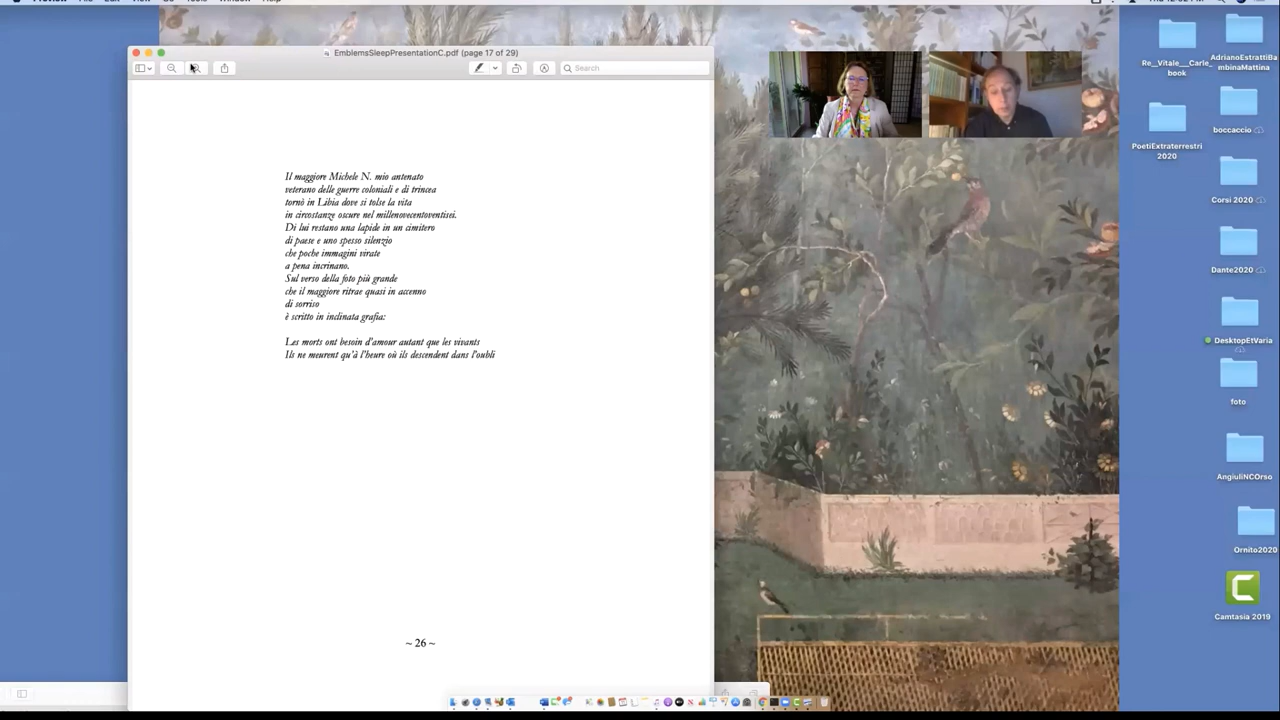 EmblemsSleepPresentationC.pdf (page 17 of 29)
Search
Il maggiore Michele N. mio antenato
veterano delle guerre coloniali e di trincea
tornò in Libia dove si tolse la vita
in circostanze oscure nel millenovecentoventisei.
Di lui restano una lapide in un cimitero
di paese e uno spesso silenzio
che poche immagini virate
a pena incrinano.
Sul verso della foto più grande
che il maggiore ritrae quasi in accenno
di sorriso
è scritto in inclinata grafia:
Les morts ont besoin d'amour autant que les vivants
Ils ne meurent qu'à l'heure où ils descendent dans l'oubli
~ 26 ~
Re__Vitale___Carle_
book
AdrianoEstrattiBa
mbinaMattina
PoetiExtraterrestri
2020
boccaccio
Corsi 2020
Dante2020
DesktopEtVaria
foto
AngiuliNCOrso
Ornito2020
Camtasia 2019